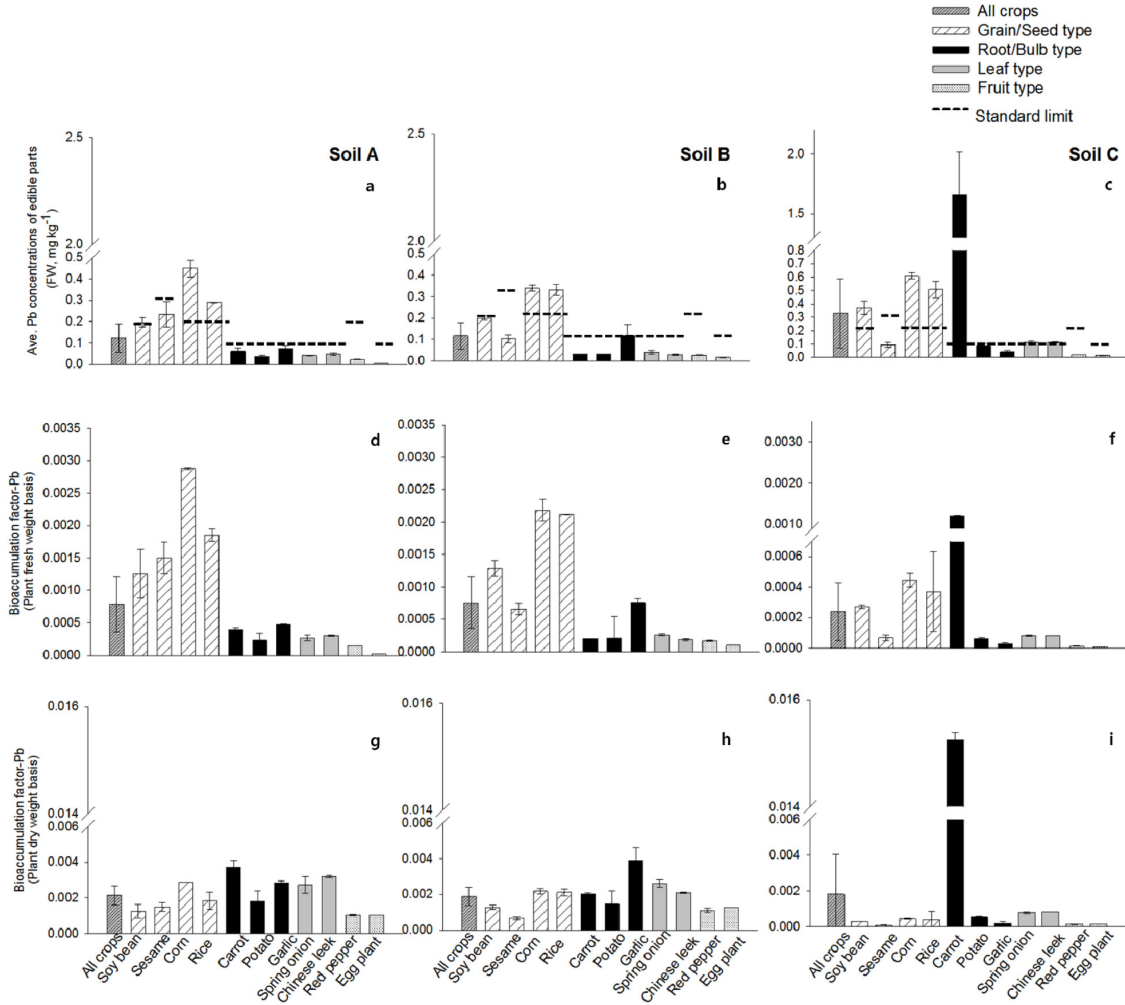 All crops
Grain/Seed type
Root/Bulb type
Leaf type
Fruit type
Standard limit
Ave. Pb concentrations of edible parts
(FW, mg kg-1)
2.5
2.0
0.5
0.4
0.3
0.2
0.1
0.0
Soil A
a
2.5
2.0
0.5
0.4
0.3
0.2
0.1
0.0
Soil B
b
2.0
1.5
0.8
0.7
0.6
0.5
0.4
0.3
0.2
0.1
0.0
Soil C
c
Bioaccumulation factor-Pb
(Plant fresh weight basis)
0.0035
0.0030
0.0025
0.0020
0.0015
0.0010
0.0005
0.0000
d
0.0035
0.0030
0.0025
0.0020
0.0015
0.0010
0.0005
0.0000
e
0.0030
0.0020
0.0010
0.0006
0.0004
0.0002
0.0000
f
Bioaccumulation factor-Pb
(Plant dry weight basis)
0.016
0.014
0.006
0.004
0.002
0.000
g
0.016
0.014
0.006
0.004
0.002
0.000
h
0.016
0.014
0.006
0.004
0.002
0.000
i
All crops
Soy bean
Sesame
Corn
Rice
Carrot
Potato
Garlic
Spring onion
Chinese leek
Red pepper
Egg plant
All crops
Soy bean
Sesame
Corn
Rice
Carrot
Potato
Garlic
Spring onion
Chinese leek
Red pepper
Egg plant
All crops
Soy bean
Sesame
Corn
Rice
Carrot
Potato
Garlic
Spring onion
Chinese leek
Red pepper
Egg plant